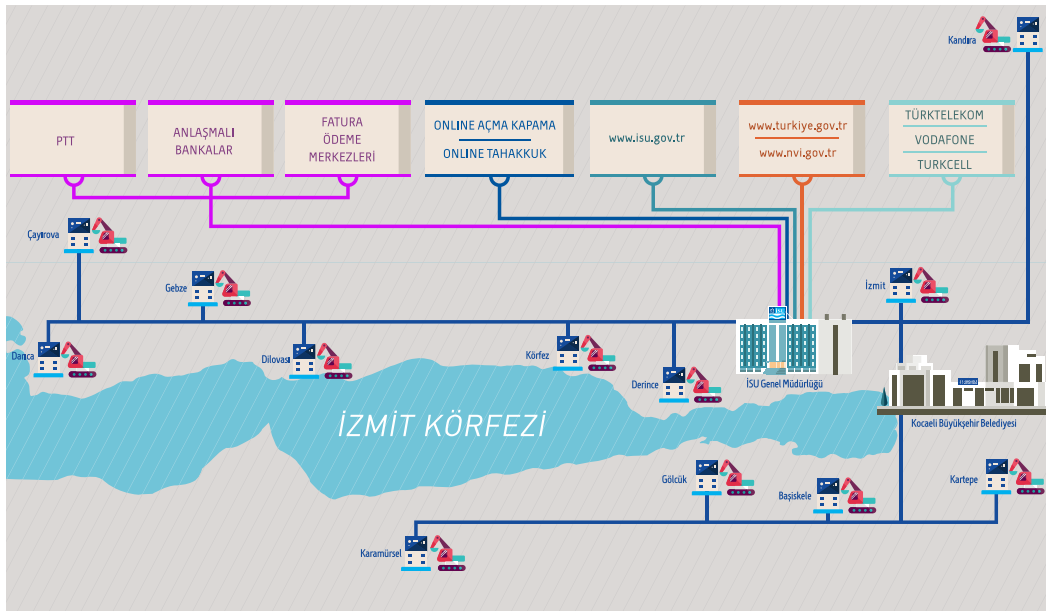 Kandıra
PTT
ANLAŞMALI
BANKALAR
FATURA
ÖDEME
MERKEZLERİ
ONLINE AÇMA KAPAMA
ONLINE TAHAKKUK
www.isu.gov.tr
www.turkiye.gov.tr
www.nvi.gov.tr
TÜRKTELEKOM
VODAFONE
TURKCELL
Çayırova
Gebze
İzmit
Darıca
Dilovası
Körfez
Derince
İSU Genel Müdürlüğü
Kocaeli Büyükşehir Belediyesi
İZMİT KÖRFEZİ
Gölcük
Başiskele
Kartepe
Karamürsel